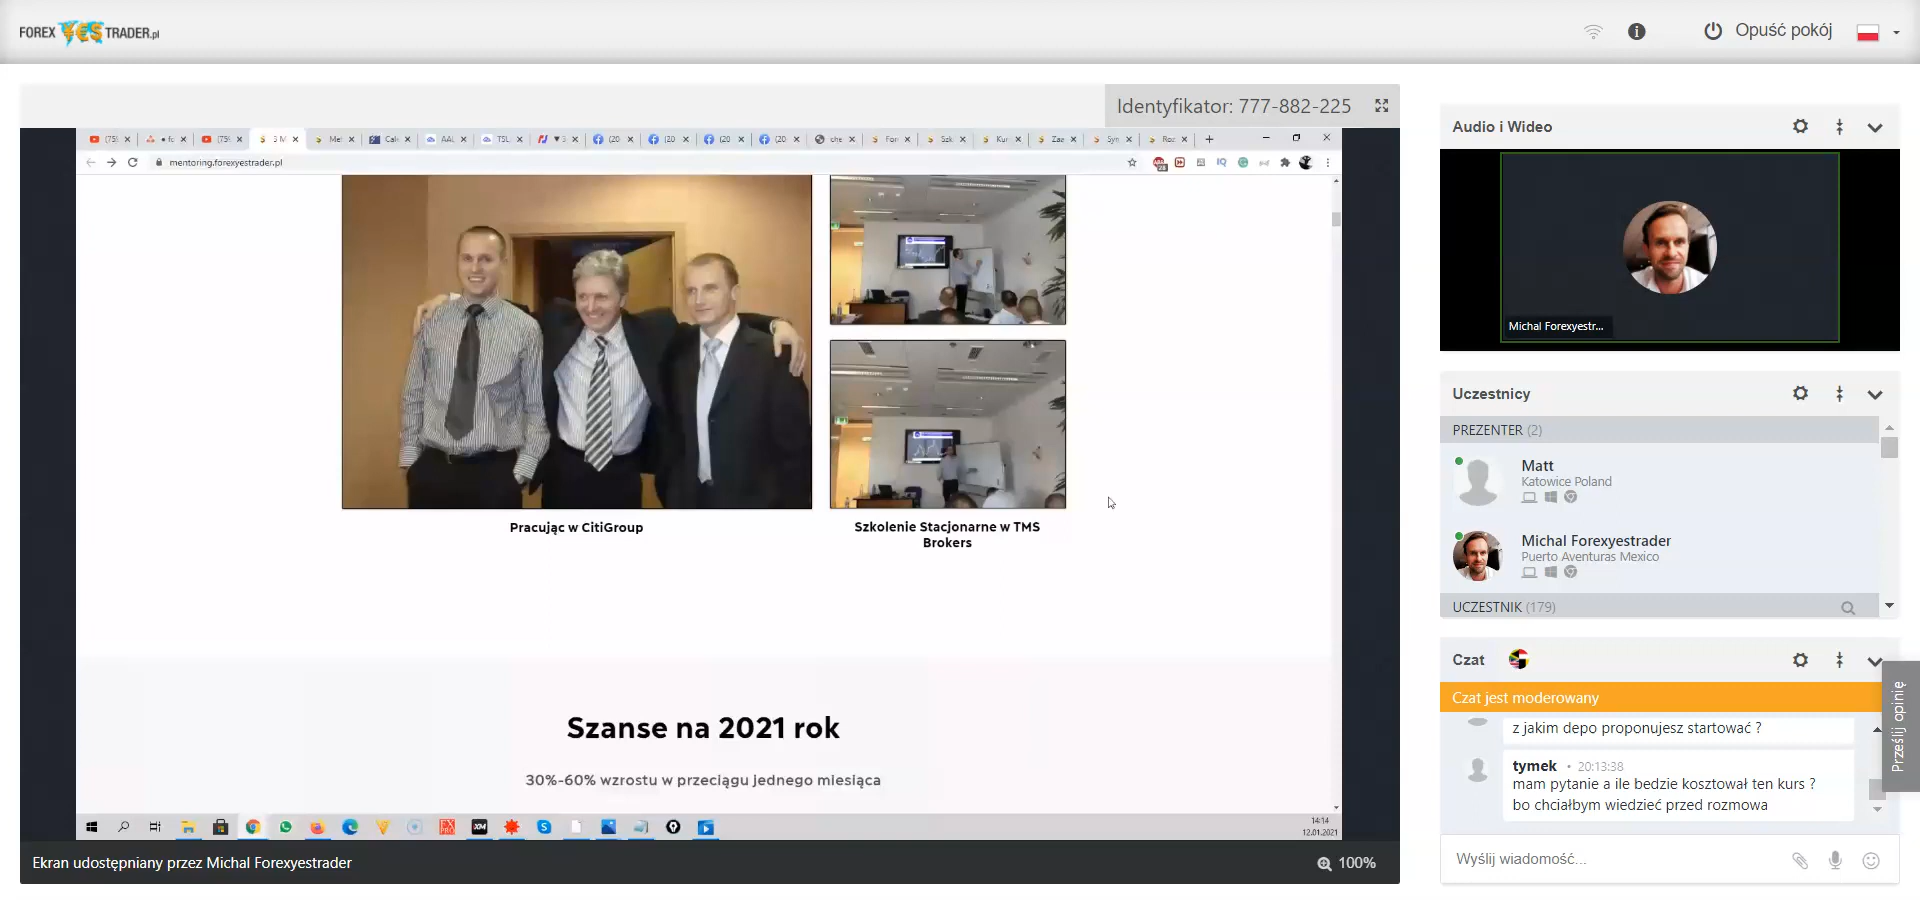 FOREX YES TRADER.pl
Opuść pokój
Identyfikator: 777-882-225
mentoring.forexyestrader.pl
Pracując w CitiGroup
Szkolenie Stacjonarne w TMS
Brokers
Szanse na 2021 rok
30%-60% wzrostu w przeciągu jednego miesiąca
14:14
12.01.2021
Ekran udostępniany przez Michal Forexyestrader
100%
Audio i Wideo
Michal Forexyestr...
Uczestnicy
PREZENTER (2)
Matt
Katowice Poland
Michal Forexyestrader
Puerto Aventuras Mexico
UCZESTNIK (179)
Czat
Czat jest moderowany
z jakim depo proponujesz startować ?
tymek • 20:13:38
mam pytanie a ile bedzie kosztował ten kurs ?
bo chciałbym wiedzieć przed rozmowa
Wyślij wiadomość...
Prześlij opinię